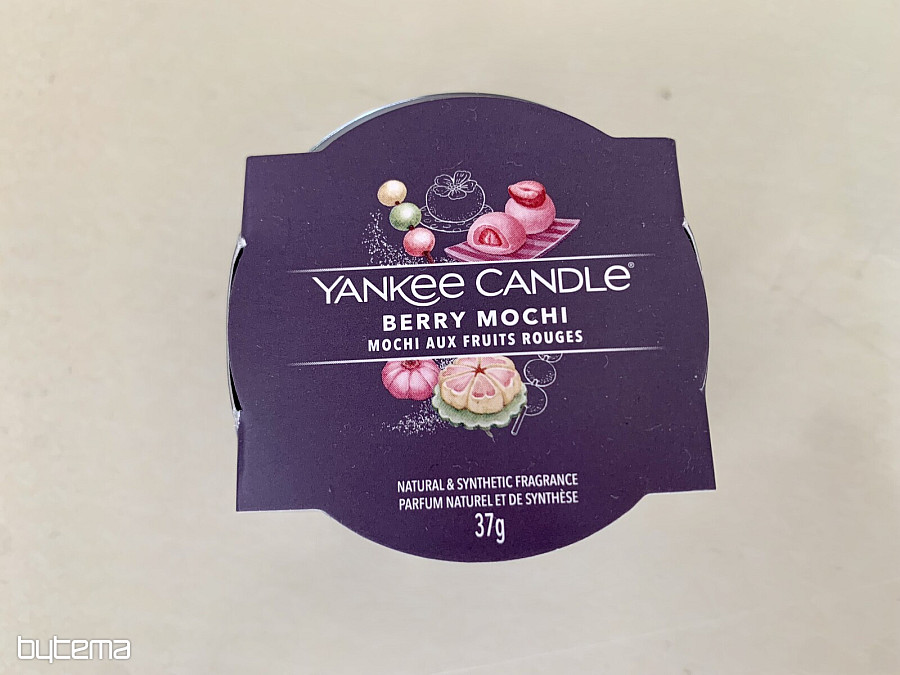 YANKEE CANDLE®
BERRY MOCHI
MOCHI AUX FRUITS ROUGES
NATURAL & SYNTHETIC FRAGRANCE
PARFUM NATUREL ET DE SYNTHÈSE
37g
bytema